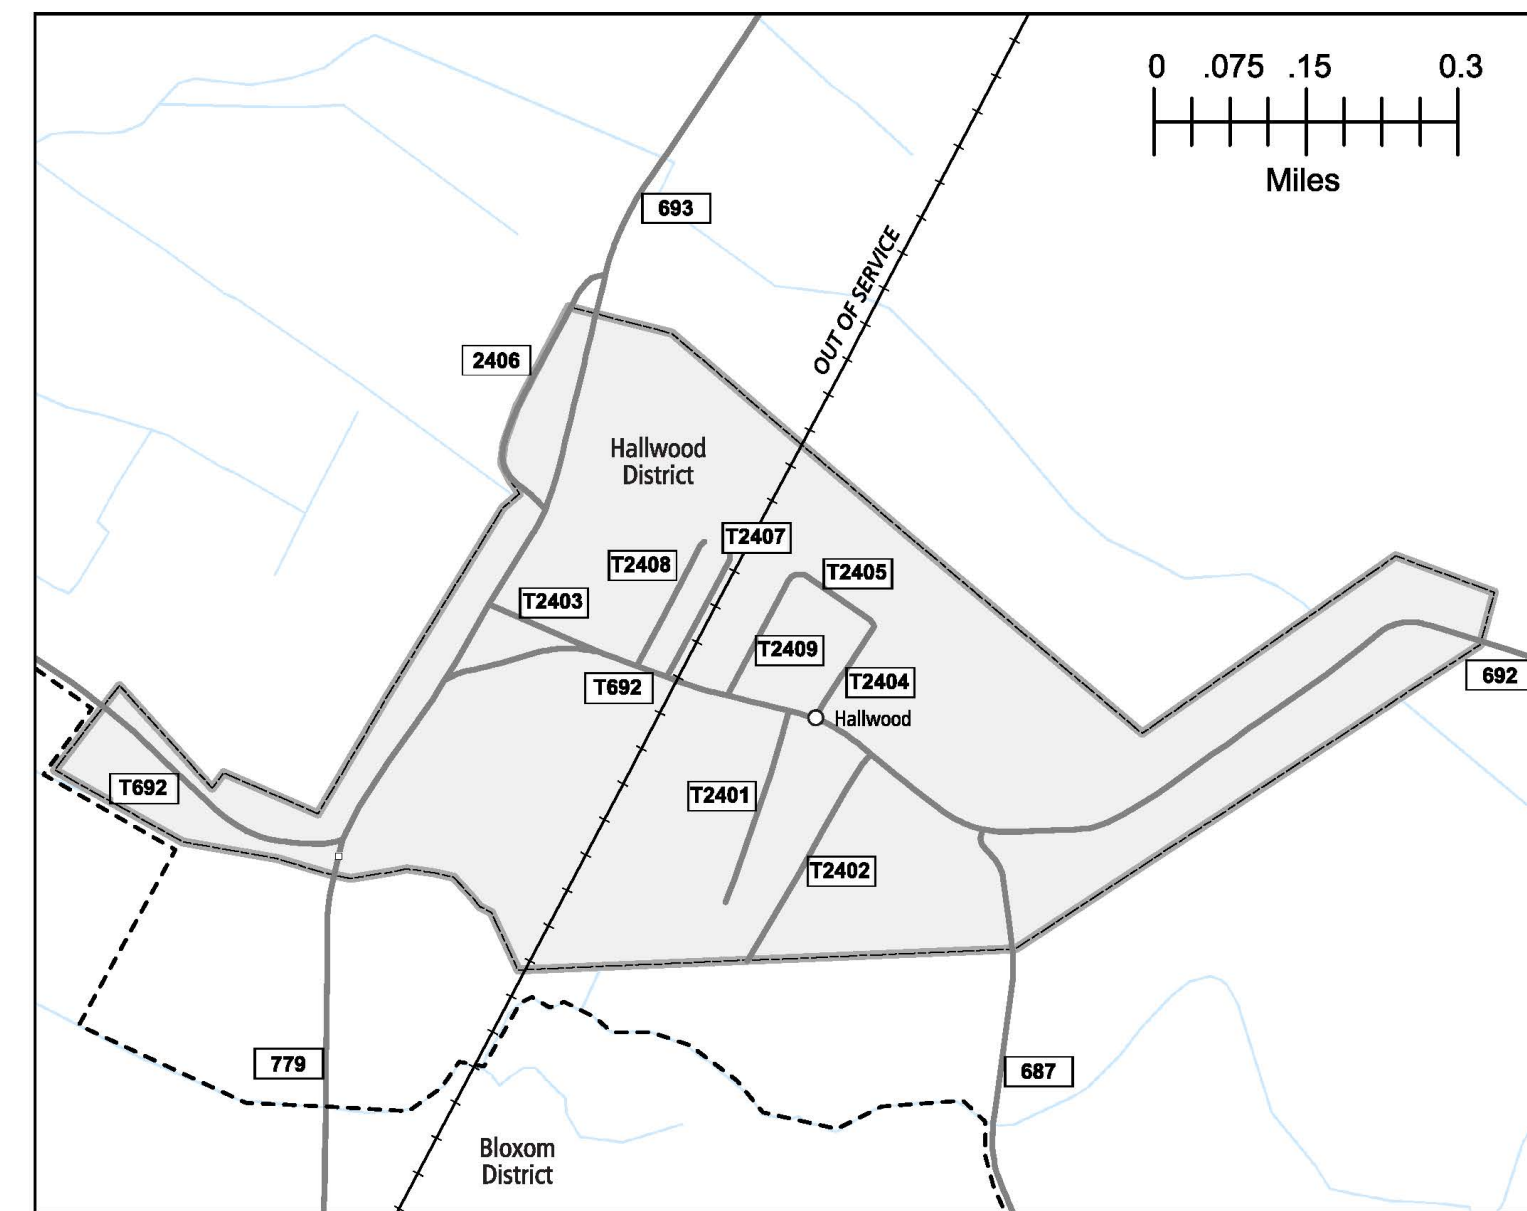 0 .075 .15 0.3
Miles
693
OUT OF SERVICE
2406
Hallwood
District
T2407
T2408
T2405
T2403
T2409
T692
T2404
692
Hallwood
T692
T2401
T2402
779
687
Bloxom
District